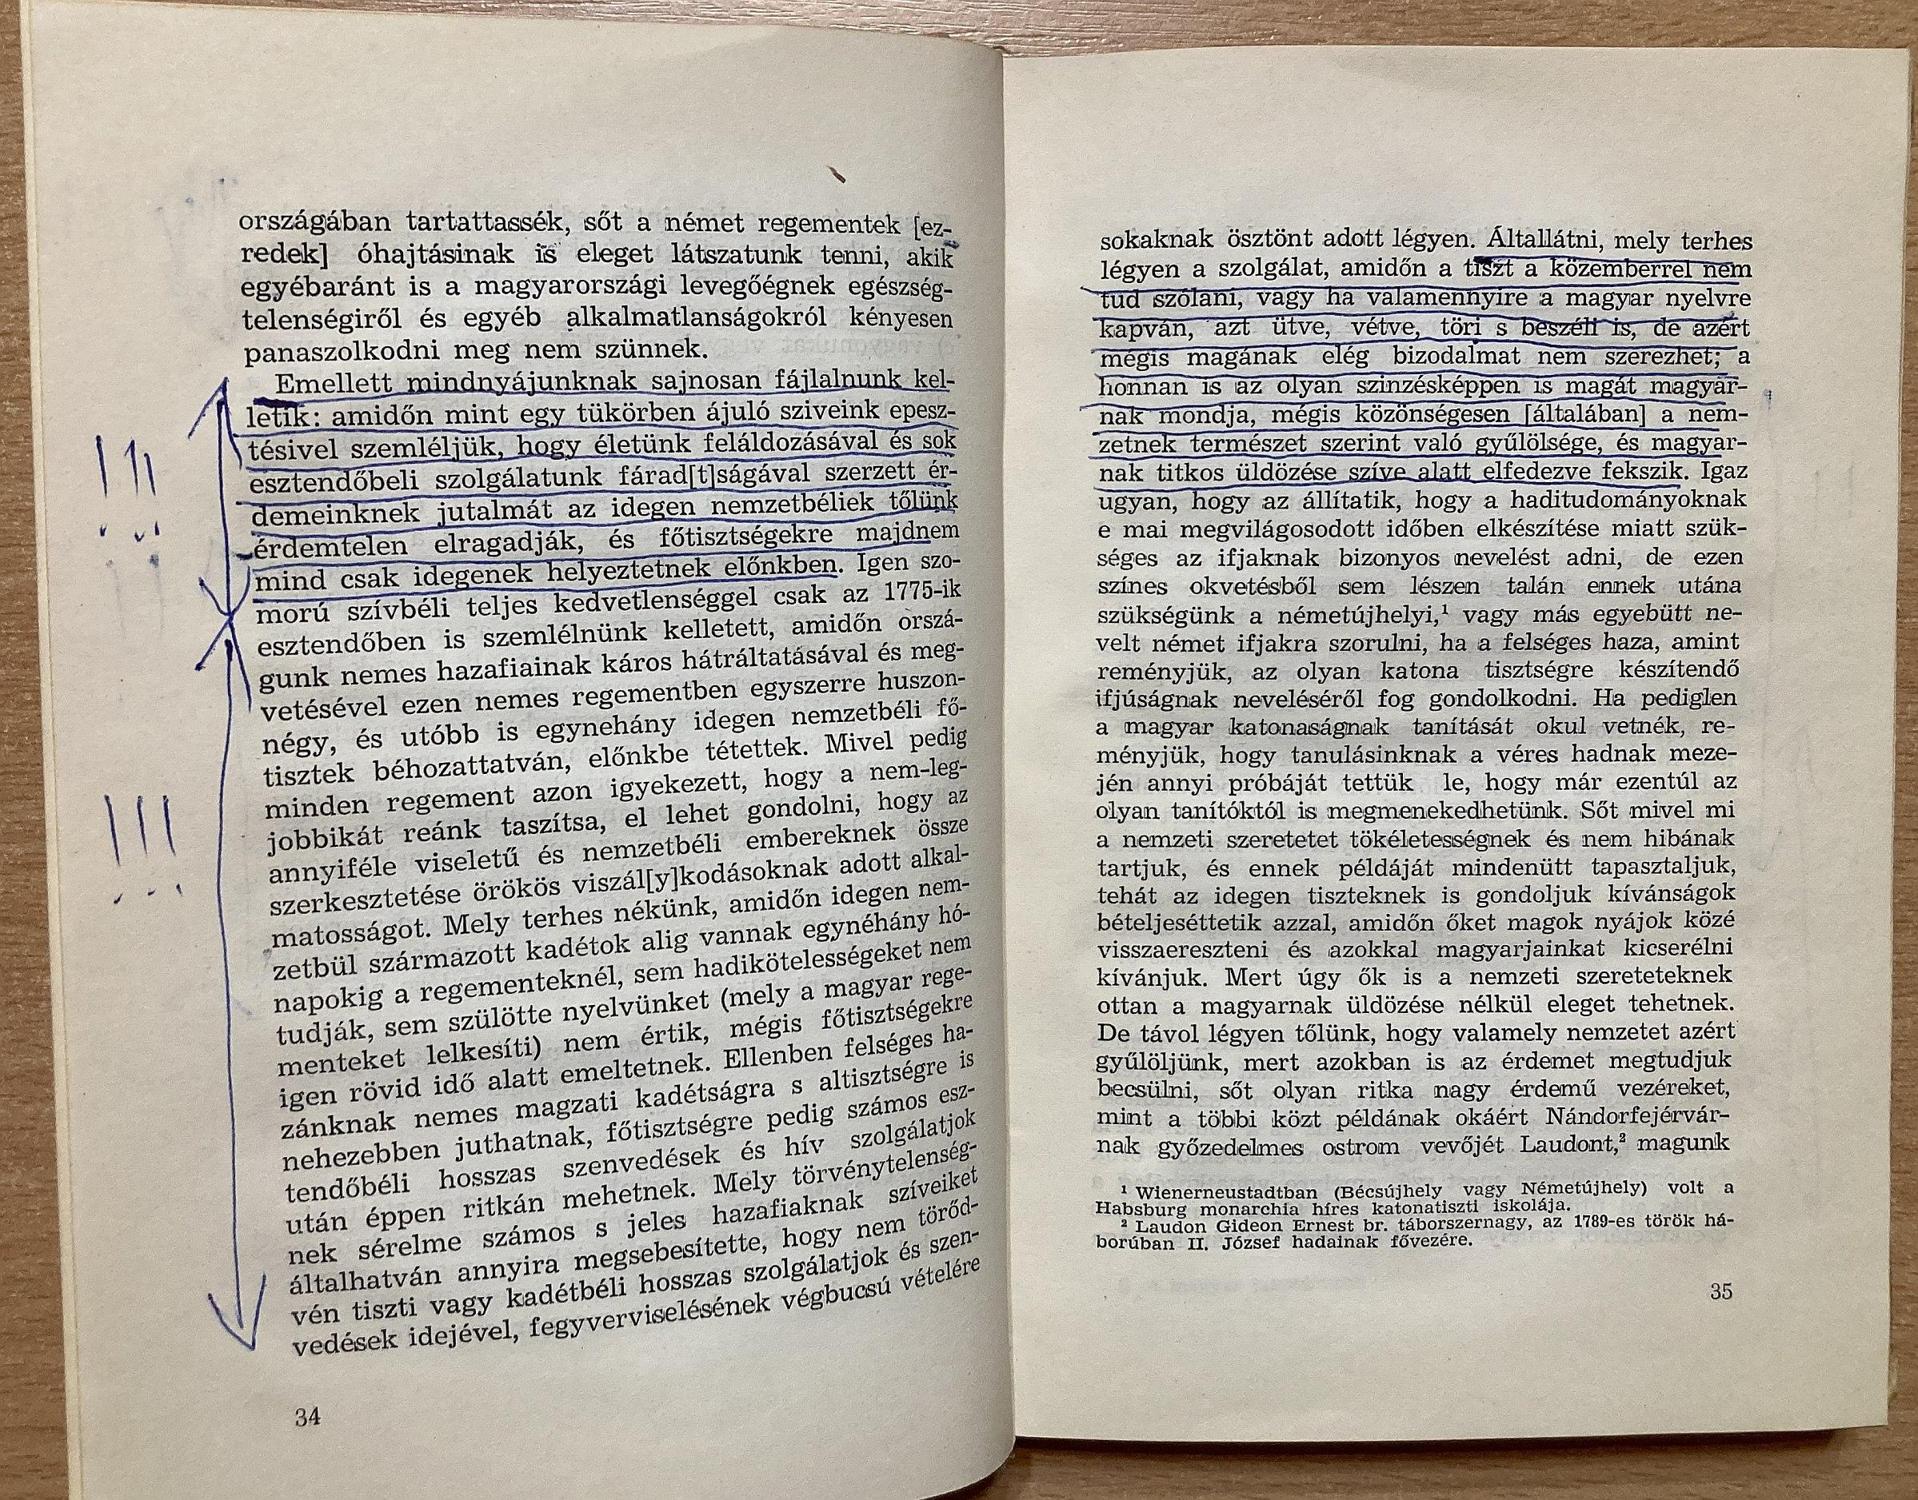 országában tartattassék, sőt a német regementek [ez-
redek] óhajtásinak is eleget látszatunk tenni, akik
egyébaránt is a magyarországi levegőégnek egészség-
telenségiről és egyéb alkalmatlanságokról kényesen
panaszolkodni meg nem szünnek.
Emellett mindnyájunknak sajnosan fájlalnunk kel-
letik: amidőn mint egy tükörben ájuló sziveink epesz-
tésivel szemléljük, hogy életünk feláldozásával és sok
esztendőbeli szolgálatunk fárad[t]ságával szerzett ér-
demeinknek jutalmát az idegen nemzetbéliek tőlünk
érdemtelen elragadják, és főtisztségekre majdnem
mind csak idegenek helyeztetnek előnkben. Igen szo-
morú szívbéli teljes kedvetlenséggel csak az 1775-ik
esztendőben is szemlélnünk kelletett, amidőn orszá-
gunk nemes hazafiainak káros hátráltatásával és meg-
vetésével ezen nemes regementben egyszerre huszon-
négy, és utóbb is egynehány idegen nemzetbéli fő-
tisztek béhozattatván, előnkbe tétettek. Mivel pedig
minden regement azon igyekezett, hogy a nem-leg-
jobbikát reánk taszítsa, el lehet gondolni, hogy az
annyiféle viseletű és nemzetbéli embereknek össze
szerkesztetése örökös viszál[y]kodásoknak adott alkal-
matosságot. Mely terhes nékünk, amidőn idegen nem-
zetbül származott kadétok alig vannak egynéhány hó-
napokig a regementeknél, sem hadikötelességeket nem
tudják, sem szülötte nyelvünket (mely a magyar rege-
menteket lelkesíti) nem értik, mégis főtisztségekre
igen rövid idő alatt emeltetnek. Ellenben felséges ha-
zánknak nemes magzati kadétságra s altisztségre is
nehezebben juthatnak, főtisztségre pedig számos esz-
tendőbéli hosszas szenvedések és hív szolgálatjok
után éppen ritkán mehetnek. Mely törvénytelenség-
nek sérelme számos s jeles hazafiaknak szíveiket
általhatván annyira megsebesítette, hogy nem törőd-
vén tiszti vagy kadétbéli hosszas szolgálatjok és szen-
vedések idejével, fegyverviselésének végbucsú vételére
34
!!!
!!!
sokaknak ösztönt adott légyen. Általlátni, mely terhes
légyen a szolgálat, amidőn a tiszt a közemberrel nem
tud szólani, vagy ha valamennyire a magyar nyelvre
kapván, azt ütve, vétve, töri s beszéli is, de azért
mégis magának elég bizodalmat nem szerezhet; a
honnan is az olyan szinzésképpen is magát magyar-
nak mondja, mégis közönségesen [általában] a nem-
zetnek természet szerint való gyűlölsége, és magyar-
nak titkos üldözése szíve alatt elfedezve fekszik. Igaz
ugyan, hogy az állítatik, hogy a haditudományoknak
e mai megvilágosodott időben elkészítése miatt szük-
séges az ifjaknak bizonyos nevelést adni, de ezen
színes okvetésből sem lészen talán ennek utána
szükségünk a németújhelyi,¹ vagy más egyebütt ne-
velt német ifjakra szorulni, ha a felséges haza, amint
reményjük, az olyan katona tisztségre készítendő
ifjúságnak neveléséről fog gondolkodni. Ha pediglen
a magyar katonaságnak tanítását okul vetnék, re-
ményjük, hogy tanulásinknak a véres hadnak meze-
jén annyi próbáját tettük le, hogy már ezentúl az
olyan tanítóktól is megmenekedhetünk. Sőt mivel mi
a nemzeti szeretetet tökéletességnek és nem hibának
tartjuk, és ennek példáját mindenütt tapasztaljuk,
tehát az idegen tiszteknek is gondoljuk kívánságok
bételjeséttetik azzal, amidőn őket magok nyájok közé
visszaereszteni és azokkal magyarjainkat kicserélni
kívánjuk. Mert úgy ők is a nemzeti szereteteknek
ottan a magyarnak üldözése nélkül eleget tehetnek.
De távol légyen tőlünk, hogy valamely nemzetet azért
gyűlöljünk, mert azokban is az érdemet megtudjuk
becsülni, sőt olyan ritka nagy érdemű vezéreket,
mint a többi közt példának okáért Nándorfejérvár-
nak győzedelmes ostrom vevőjét Laudont,² magunk
¹ Wienerneustadtban (Bécsújhely vagy Németújhely) volt a
Habsburg monarchia híres katonatiszti iskolája.
² Laudon Gideon Ernest br. táborszernagy, az 1789-es török há-
borúban II. József hadainak fővezére.
35